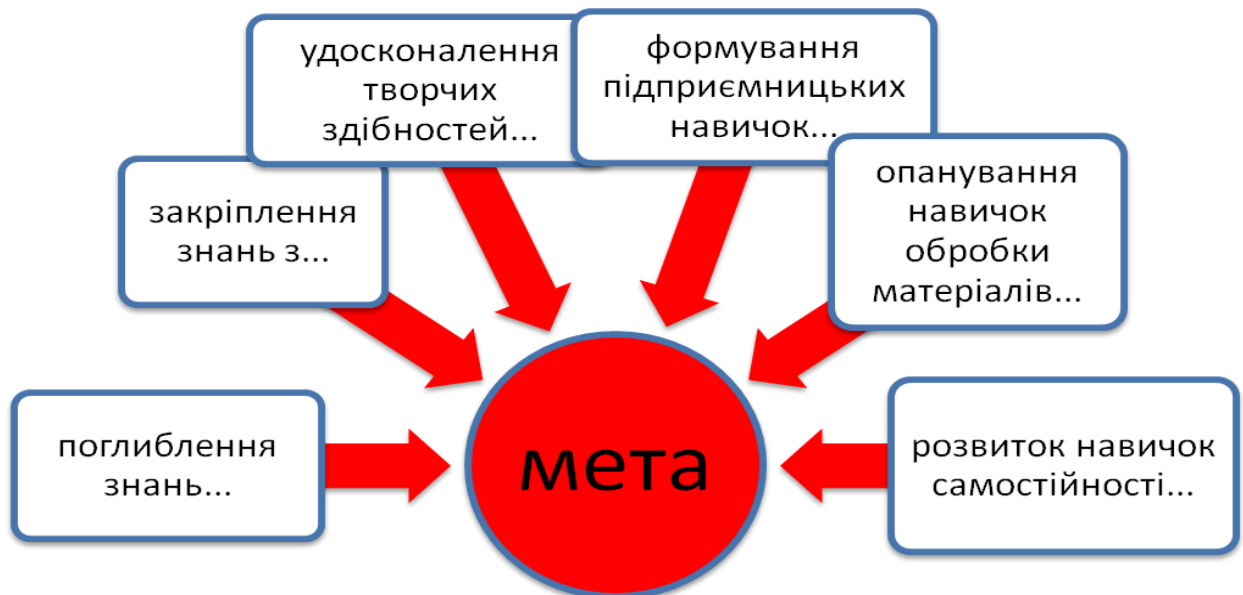 удосконалення
творчих
здібностей...
формування
підприємницьких
навичок...
закріплення
знань з...
опанування
навичок
обробки
матеріалів...
поглиблення
знань...
мета
розвиток навичок
самостійності...